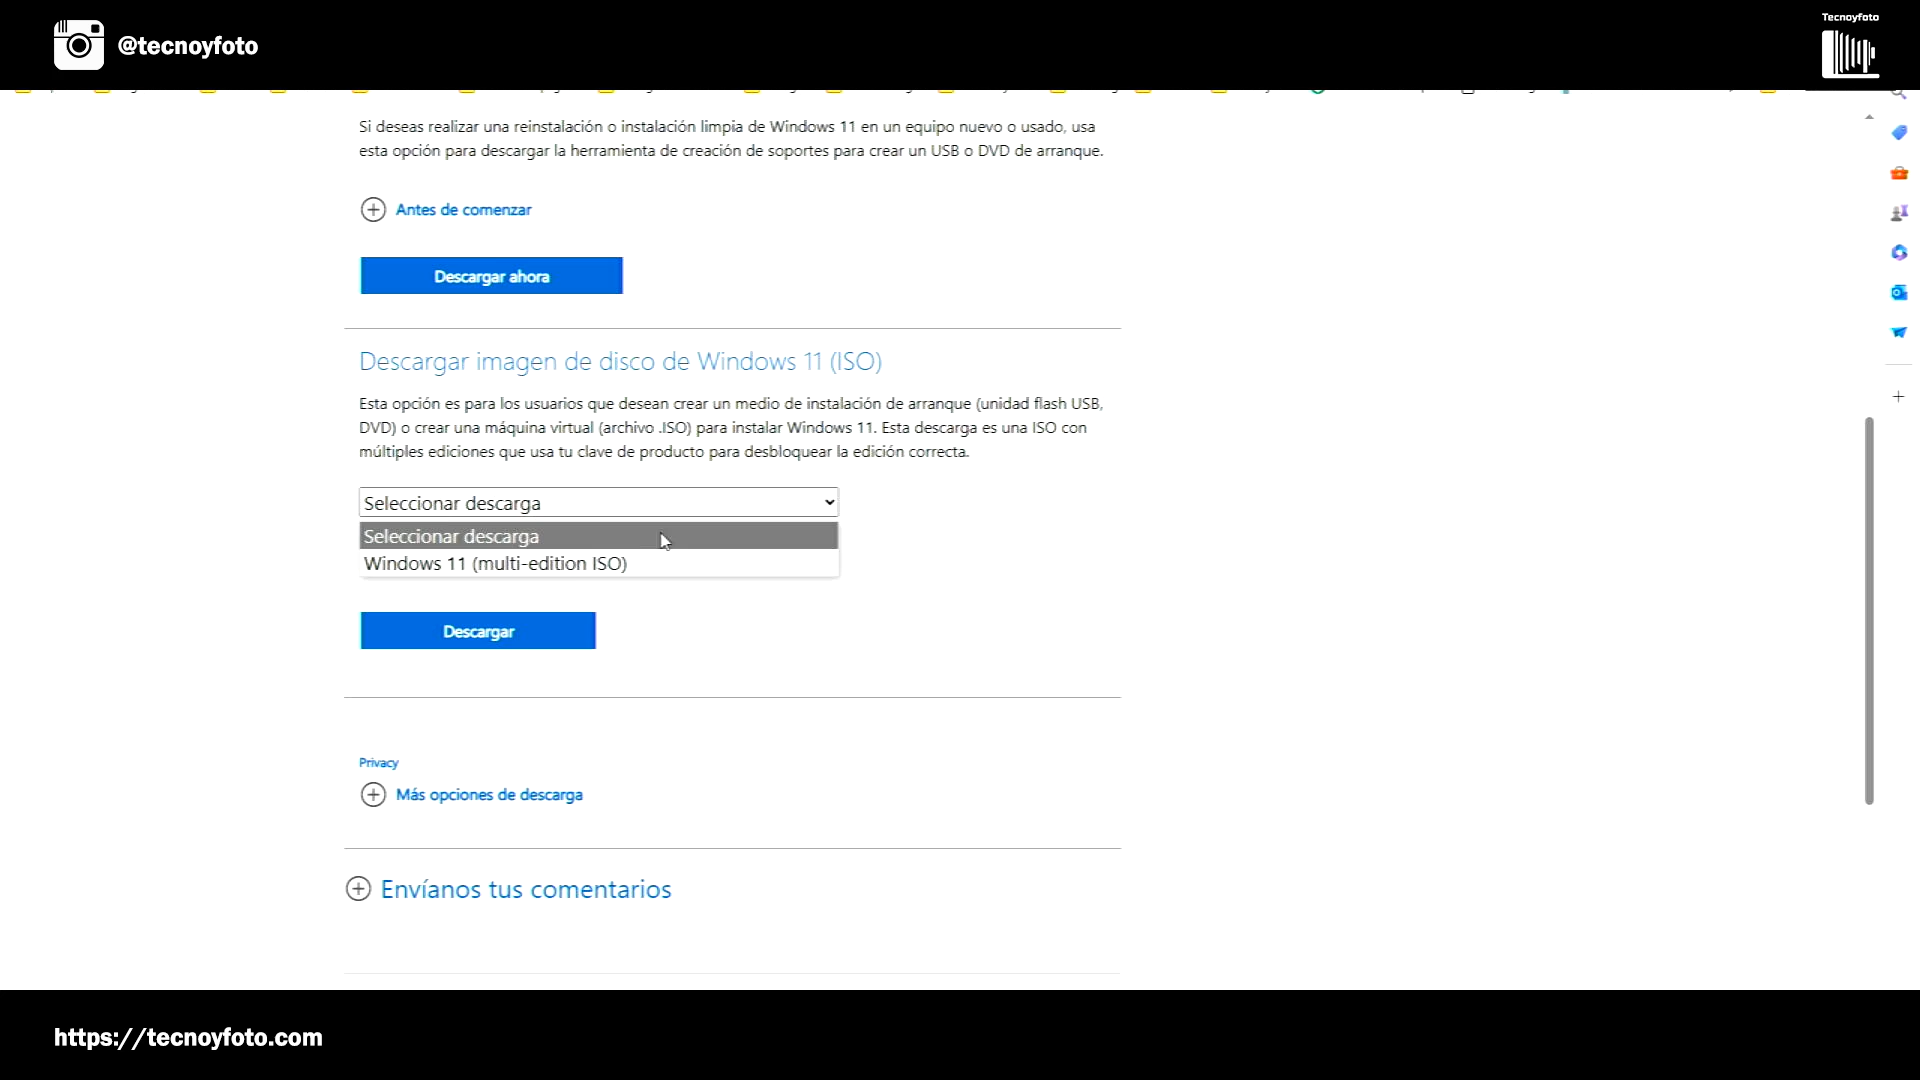 @tecnoyfoto
Tecnoyfoto
Si deseas realizar una reinstalación o instalación limpia de Windows 11 en un equipo nuevo o usado, usa
esta opción para descargar la herramienta de creación de soportes para crear un USB o DVD de arranque.
Antes de comenzar
Descargar ahora
Descargar imagen de disco de Windows 11 (ISO)
Esta opción es para los usuarios que desean crear un medio de instalación de arranque (unidad flash USB,
DVD) o crear una máquina virtual (archivo .ISO) para instalar Windows 11. Esta descarga es una ISO con
múltiples ediciones que usa tu clave de producto para desbloquear la edición correcta.
Seleccionar descarga
Seleccionar descarga
Windows 11 (multi-edition ISO)
Descargar
Privacy
Más opciones de descarga
Envíanos tus comentarios
https://tecnoyfoto.com